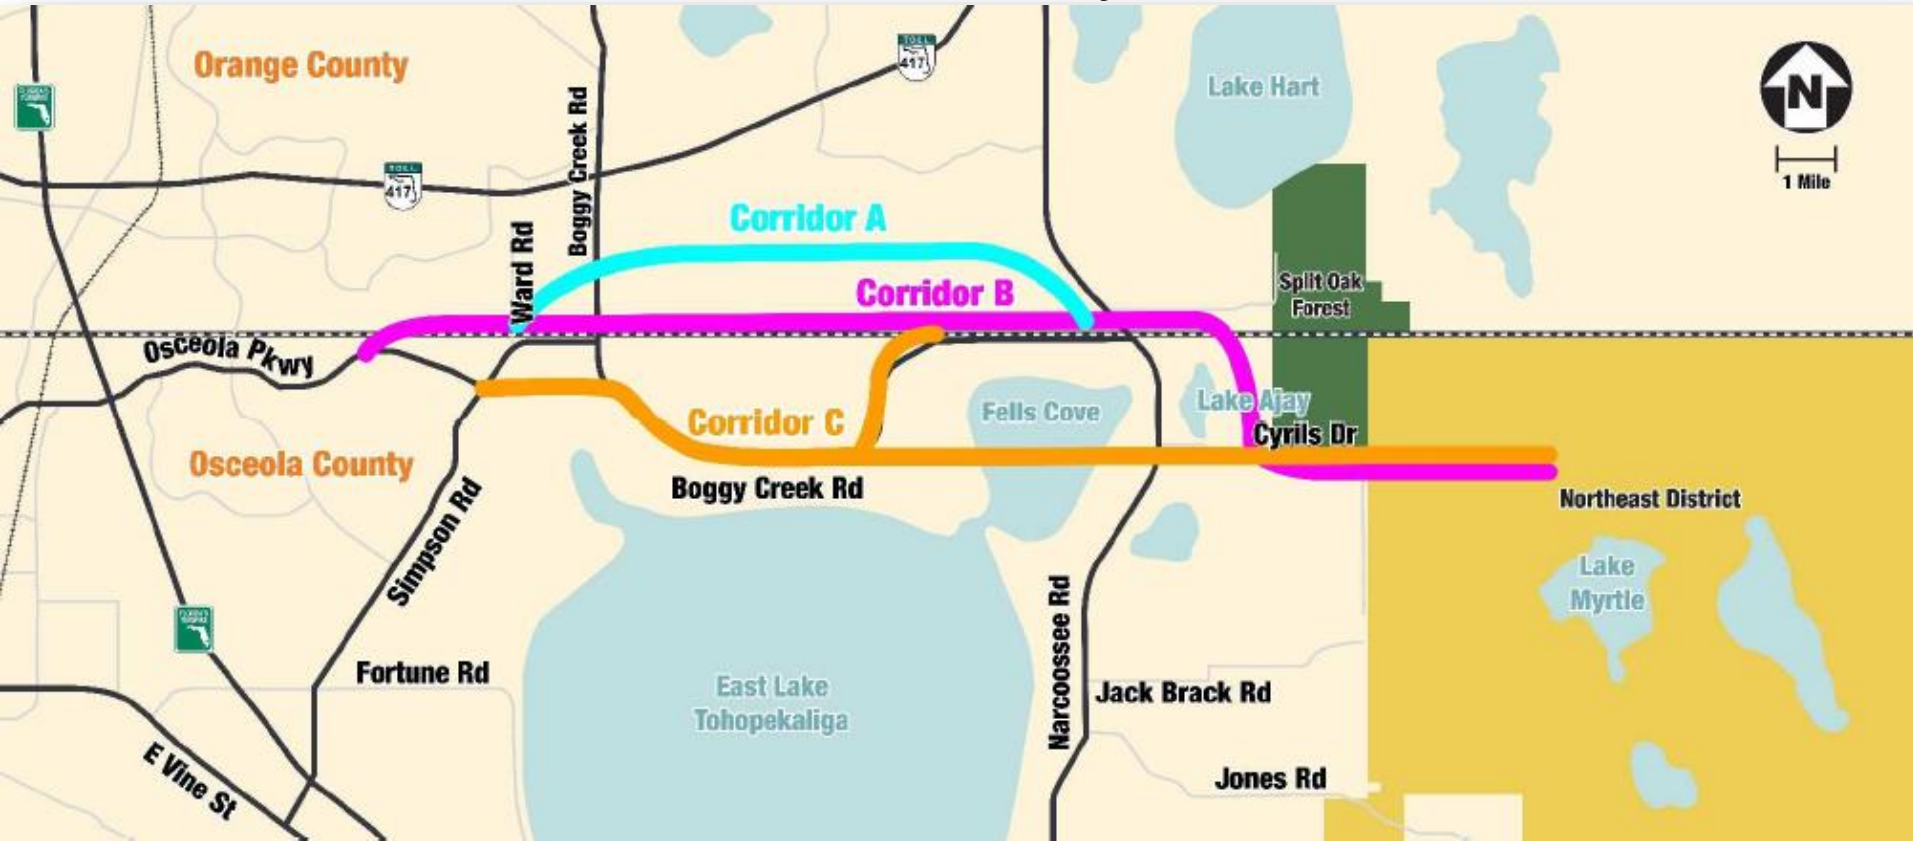 TOLL
417
Orange County
Lake Hart
N
1 Mile
Boggy Creek Rd
TOLL
417
Corridor A
Ward Rd
Corridor B
Split Oak
Forest
Osceola Pkwy
Lake Ajay
Fells Cove
Corridor C
Cyrils Dr
Osceola County
Boggy Creek Rd
Northeast District
Simpson Rd
Lake
Myrtle
Narcoossee Rd
Fortune Rd
East Lake
Tohopekaliga
Jack Brack Rd
E Vine St
Jones Rd